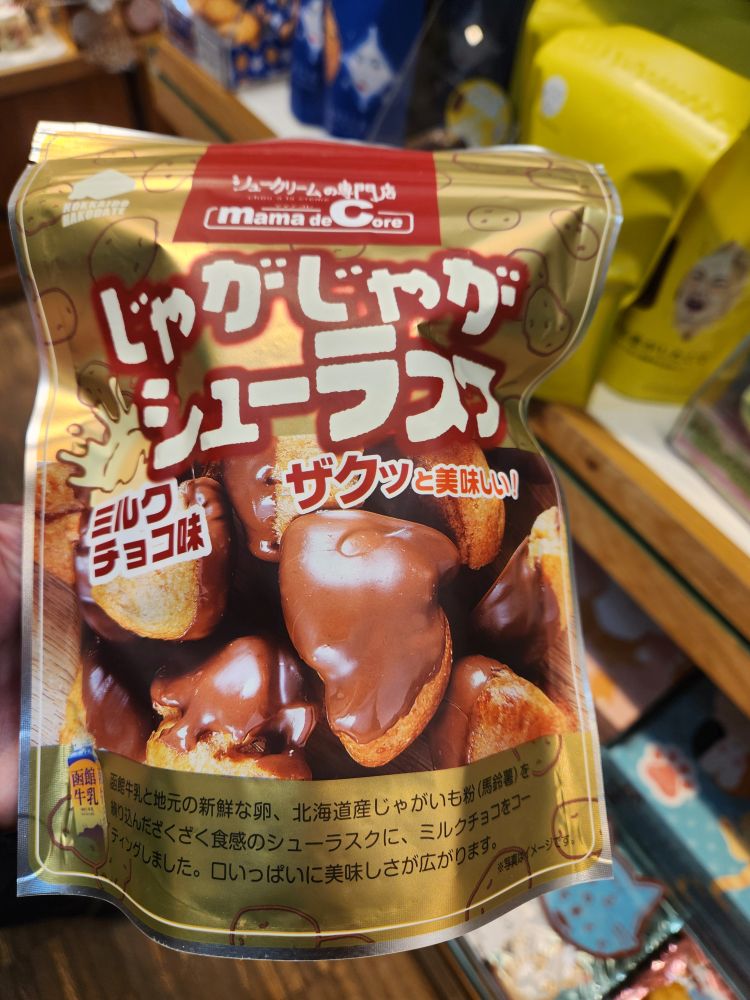 HOKKAIDO
HAKODATE
シュークリームの専門店
chou a la creme
mama de Core
じゃがじゃが
シューラスク
ザクッと美味しい!
ミルク
チョコ味
函館
牛乳
函館牛乳と地元の新鮮な卵、北海道産じゃがいも粉(馬鈴薯)を
練り込んだざくざく食感のシューラスクに、ミルクチョコをコー
ティングしました。口いっぱいに美味しさが広がります。
※写真はイメージです。